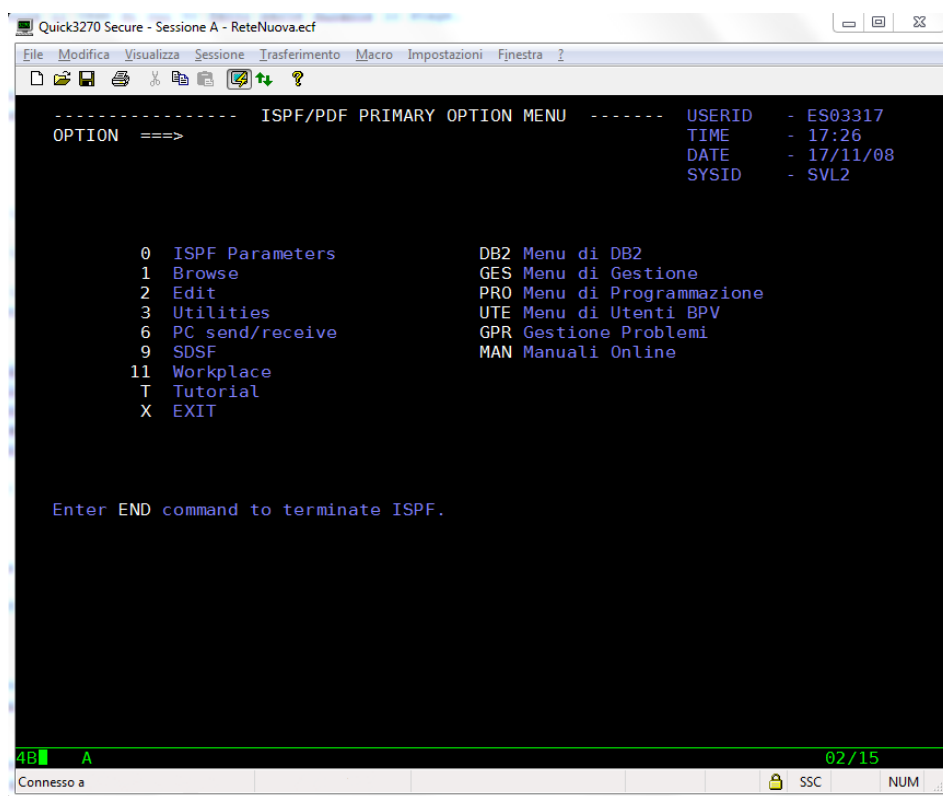 Quick3270 Secure - Sessione A - ReteNuova.ecf
File Modifica Visualizza Sessione Trasferimento Macro Impostazioni Finestra ?
----------------- ISPF/PDF PRIMARY OPTION MENU ------- USERID - ES03317
OPTION ===> TIME - 17:26
DATE - 17/11/08
SYSID - SVL2
0 ISPF Parameters DB2 Menu di DB2
1 Browse GES Menu di Gestione
2 Edit PRO Menu di Programmazione
3 Utilities UTE Menu di Utenti BPV
6 PC send/receive GPR Gestione Problemi
9 SDSF MAN Manuali Online
11 Workplace
T Tutorial
X EXIT
Enter END command to terminate ISPF.
4B A 02/15
Connesso a SSC NUM